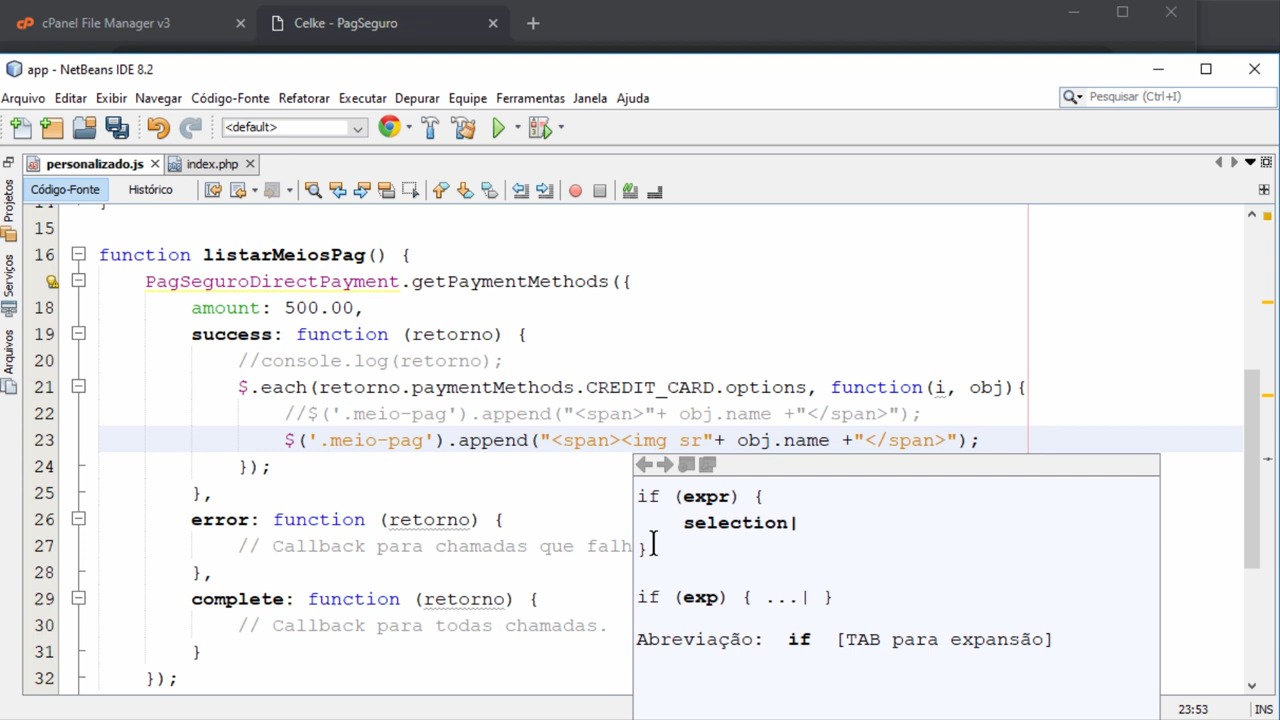 cPanel File Manager v3
Celke - PagSeguro
app - NetBeans IDE 8.2
Arquivo Editar Exibir Navegar Código-Fonte Refatorar Executar Depurar Equipe Ferramentas Janela Ajuda
Pesquisar (Ctrl+I)
<default>
personalizado.js
index.php
Código-Fonte Histórico
Projetos
Serviços
Arquivos
14 }
15
16 function listarMeiosPag() {
PagSeguroDirectPayment.getPaymentMethods({
18 amount: 500.00,
19 success: function (retorno) {
20 //console.log(retorno);
21 $.each(retorno.paymentMethods.CREDIT_CARD.options, function(i, obj){
22 //$('.meio-pag').append("<span>"+ obj.name +"</span>");
23 $('.meio-pag').append("<span><img sr"+ obj.name +"</span>");
24 });
25 },
26 error: function (retorno) {
27 // Callback para chamadas que falh
28 },
29 complete: function (retorno) {
30 // Callback para todas chamadas.
31 }
32 });
if (expr) {
selection|
}
if (exp) { ...| }
Abreviação: if [TAB para expansão]
23:53 INS